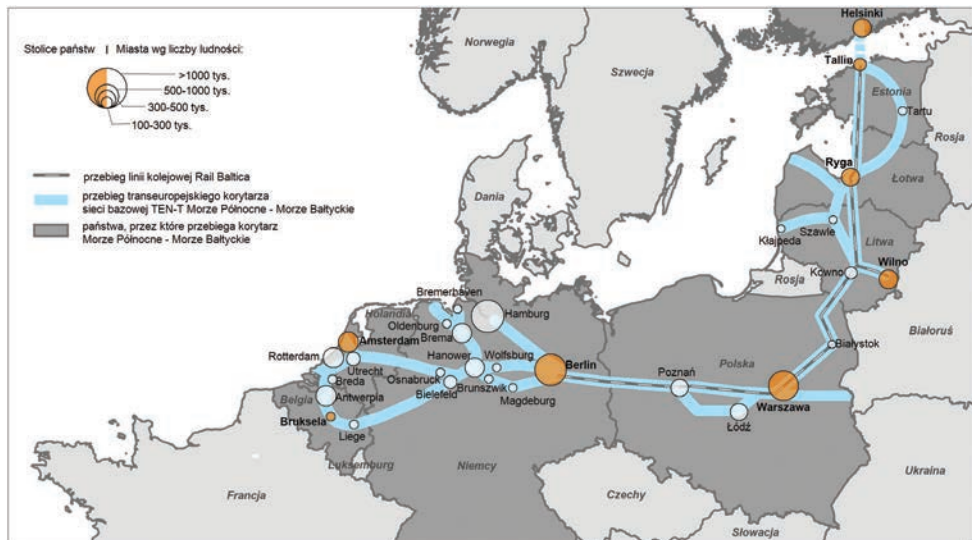 Stolice państw | Miasta wg liczby ludności:
>1000 tys.
500-1000 tys.
300-500 tys.
100-300 tys.
przebieg linii kolejowej Rail Baltica
przebieg transeuropejskiego korytarza
sieci bazowej TEN-T Morze Północne - Morze Bałtyckie
państwa, przez które przebiega korytarz
Morze Północne - Morze Bałtyckie
Norwegia
Szwecja
Helsinki
Tallin
Estonia
Tartu
Rosja
Ryga
Łotwa
Dania
Szawle
Kłajpeda
Litwa
Rosja
Kowno
Wilno
Białoruś
Bremerhaven
Holandia
Hamburg
Oldenburg
Brema
Amsterdam
Rotterdam
Utrecht
Hanower
Wolfsburg
Berlin
Białystok
Polska
Poznań
Osnabruck
Breda
Brunszwik
Belgia
Antwerpia
Bielefeld
Magdeburg
Warszawa
Bruksela
Łódź
Liege
Luksemburg
Niemcy
Ukraina
Francja
Czechy
Słowacja